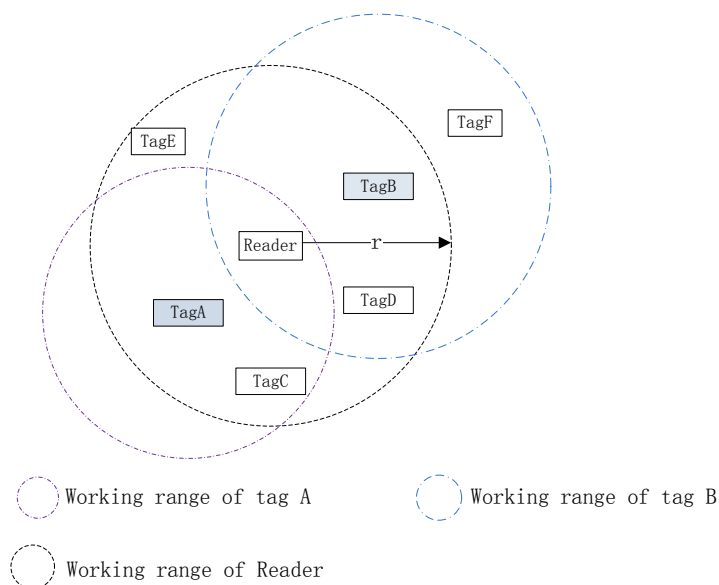 TagF
TagE
TagB
Reader
r
TagD
TagA
TagC
Working range of tag A
Working range of tag B
Working range of Reader